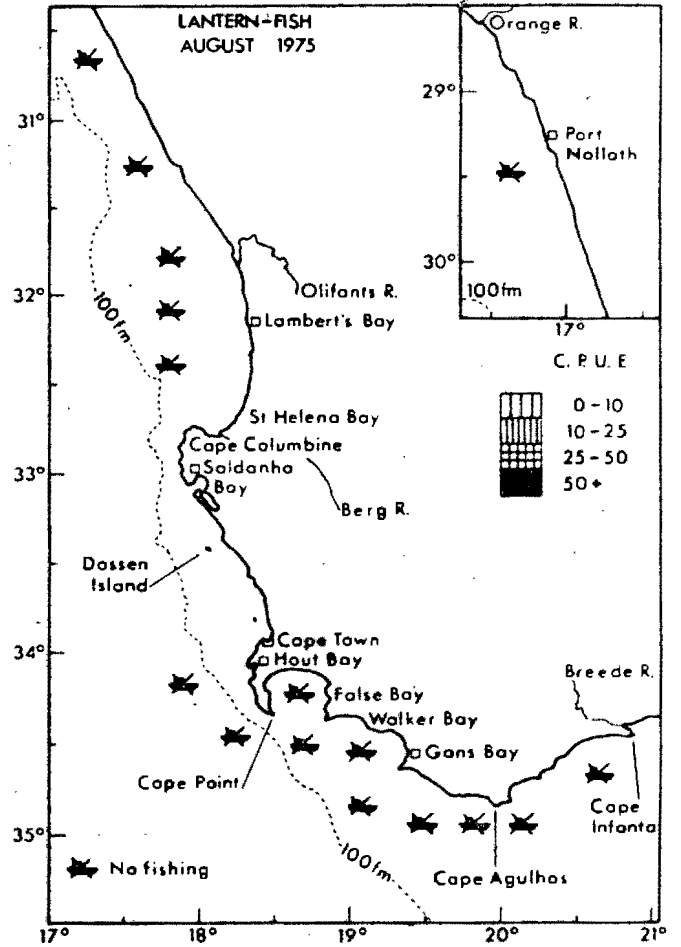 LANTERN-FISH
AUGUST 1975
Orange R.
29°
Port
Nolloth
30°
100fm
17°
31°
Olifants R.
32°
100fm
Lambert's Bay
C. P. U. E
0-10
10-25
25-50
50+
St Helena Bay
Cape Columbine
33°
Saldanha
Bay
Berg R.
Dassen
Island
34°
Cape Town
Hout Bay
Breede R.
False Bay
Walker Bay
Gans Bay
Cape Point
Cape
Infanta
35°
100fm
No fishing
Cape Agulhas
17°
18°
19°
20°
21°